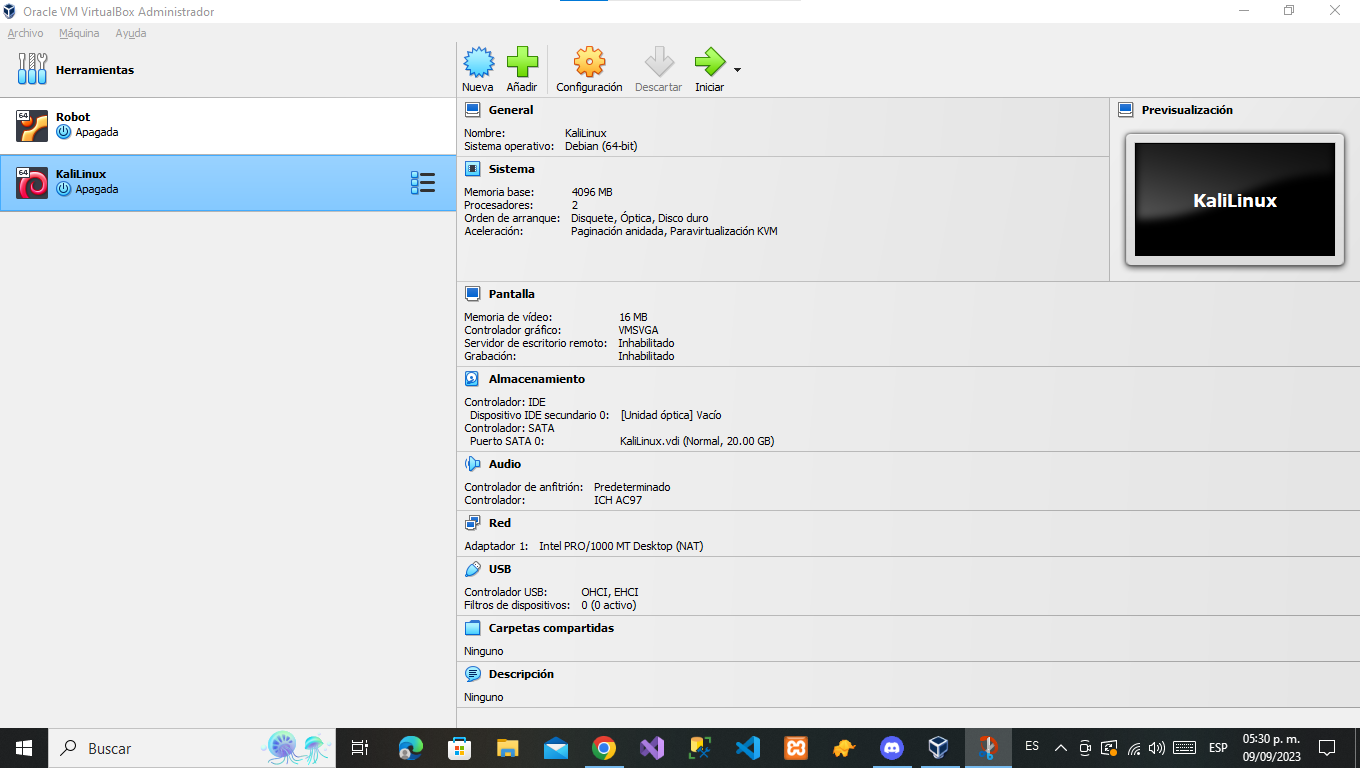 Oracle VM VirtualBox Administrador
Archivo Máquina Ayuda
Herramientas
64 Robot
Apagada
64 KaliLinux
Apagada
Nueva Añadir Configuración Descartar Iniciar
General
Nombre: KaliLinux
Sistema operativo: Debian (64-bit)
Sistema
Memoria base: 4096 MB
Procesadores: 2
Orden de arranque: Disquete, Óptica, Disco duro
Aceleración: Paginación anidada, Paravirtualización KVM
Previsualización
KaliLinux
Pantalla
Memoria de vídeo: 16 MB
Controlador gráfico: VMSVGA
Servidor de escritorio remoto: Inhabilitado
Grabación: Inhabilitado
Almacenamiento
Controlador: IDE
Dispositivo IDE secundario 0: [Unidad óptica] Vacío
Controlador: SATA
Puerto SATA 0: KaliLinux.vdi (Normal, 20.00 GB)
Audio
Controlador de anfitrión: Predeterminado
Controlador: ICH AC97
Red
Adaptador 1: Intel PRO/1000 MT Desktop (NAT)
USB
Controlador USB: OHCI, EHCI
Filtros de dispositivos: 0 (0 activo)
Carpetas compartidas
Ninguno
Descripción
Ninguno
Buscar
ES
ESP
05:30 p. m.
09/09/2023